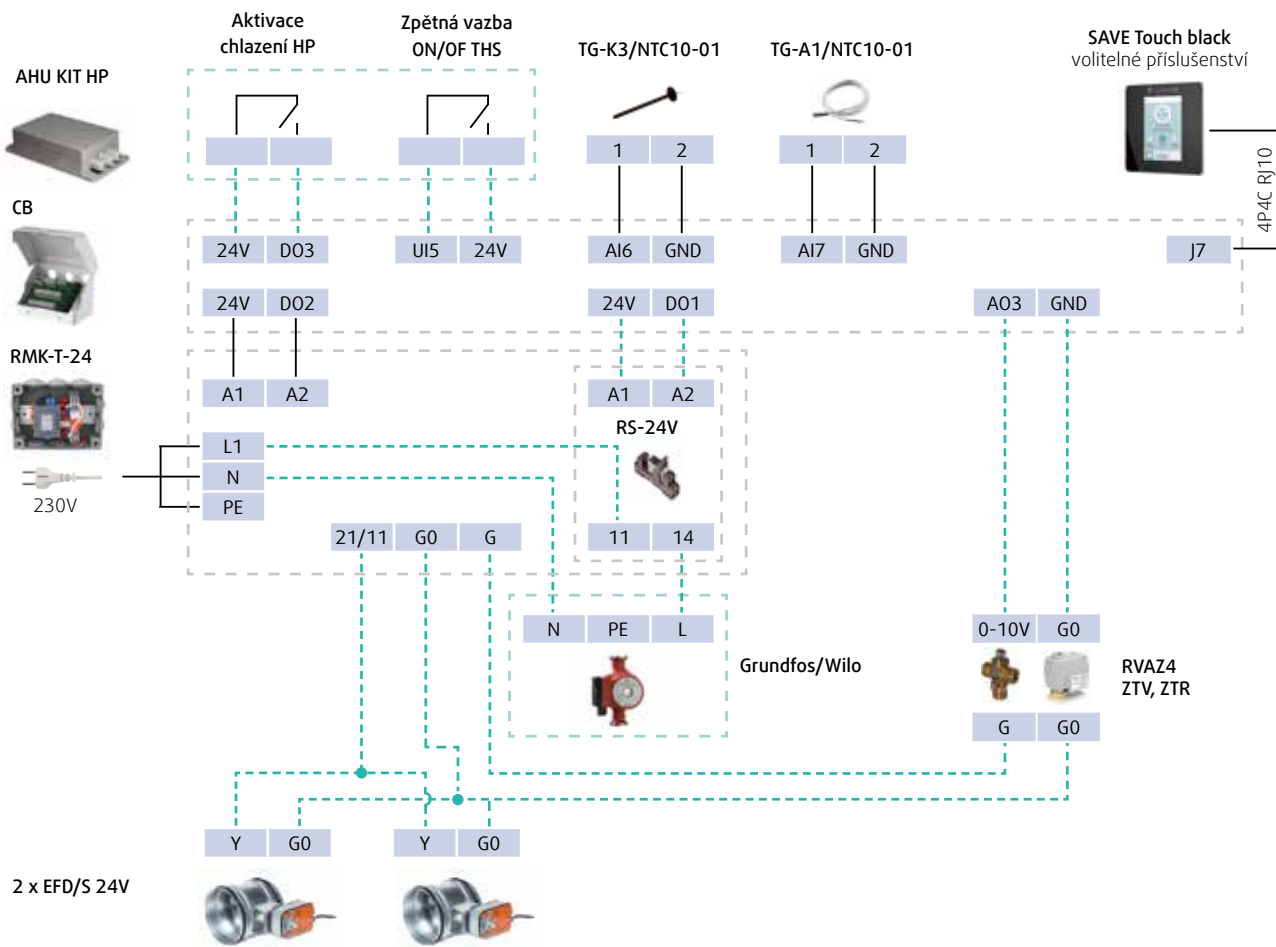 Aktivace
chlazení HP
Zpětná vazba
ON/OF THS
TG-K3/NTC10-01
TG-A1/NTC10-01
SAVE Touch black
volitelné příslušenství
AHU KIT HP
1 2
1 2
4P4C RJ10
CB
24V DO3
UI5 24V
AI6 GND
AI7 GND
J7
24V DO2
24V DO1
AO3 GND
RMK-T-24
A1 A2
A1 A2
RS-24V
L1
N
PE
230V
21/11 G0 G
11 14
N PE L
Grundfos/Wilo
0-10V G0
RVAZ4
ZTV, ZTR
G G0
Y G0
Y G0
2 x EFD/S 24V